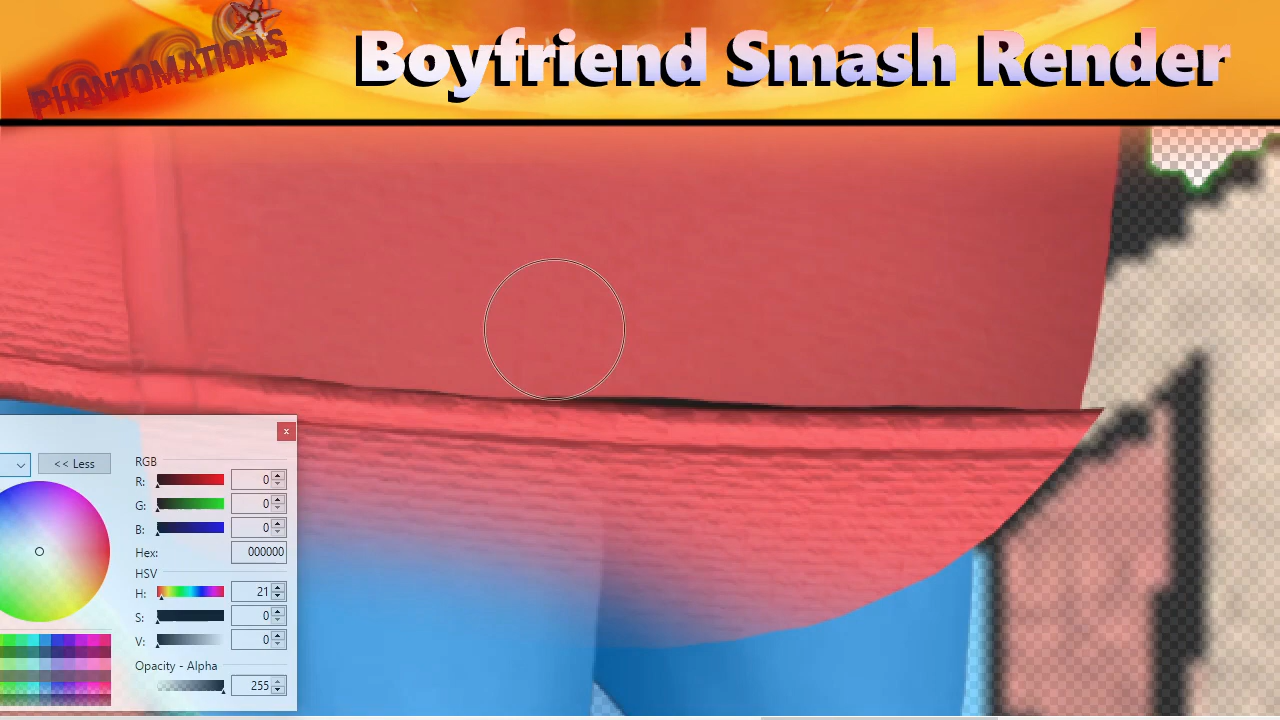 PHANTOMATIONS
Boyfriend Smash Render
x
<< Less
RGB
R: 0
G: 0
B: 0
Hex: 000000
HSV
H: 21
S: 0
V: 0
Opacity - Alpha
255